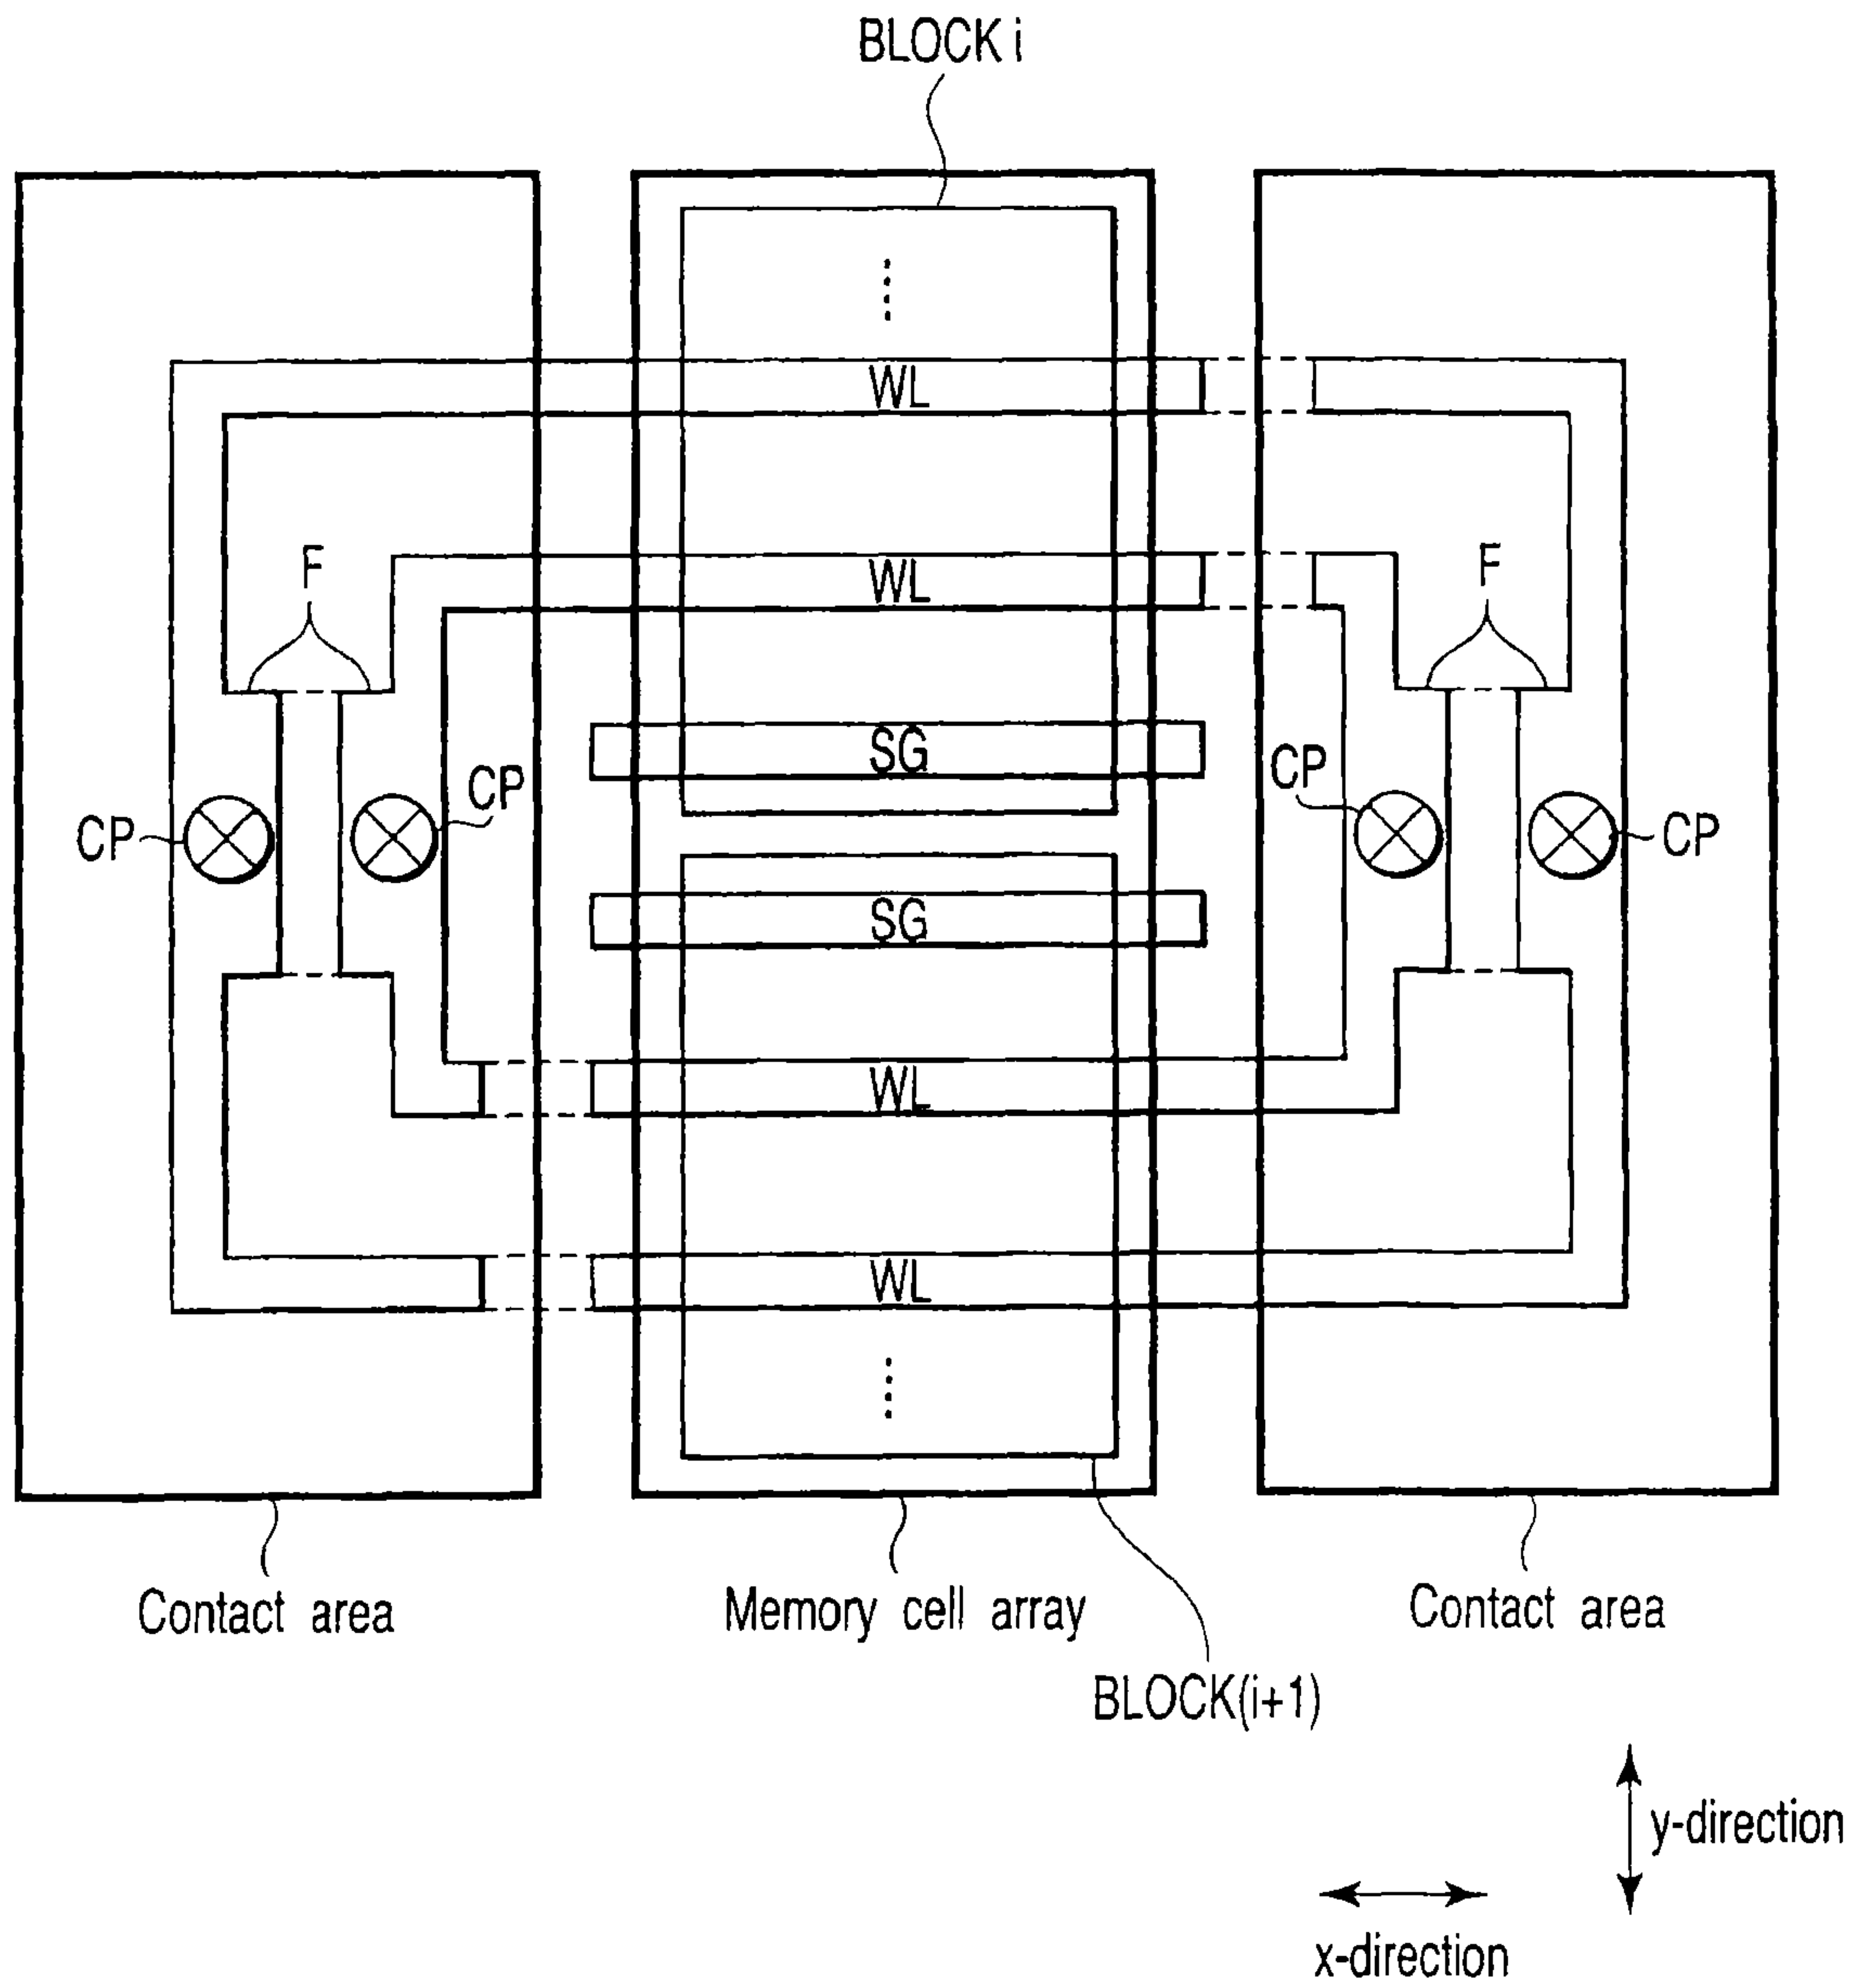 BLOCK i
WL
F
WL
F
SG
CP
CP
CP
CP
SG
WL
WL
Contact area
Memory cell array
Contact area
BLOCK(i+1)
y-direction
x-direction